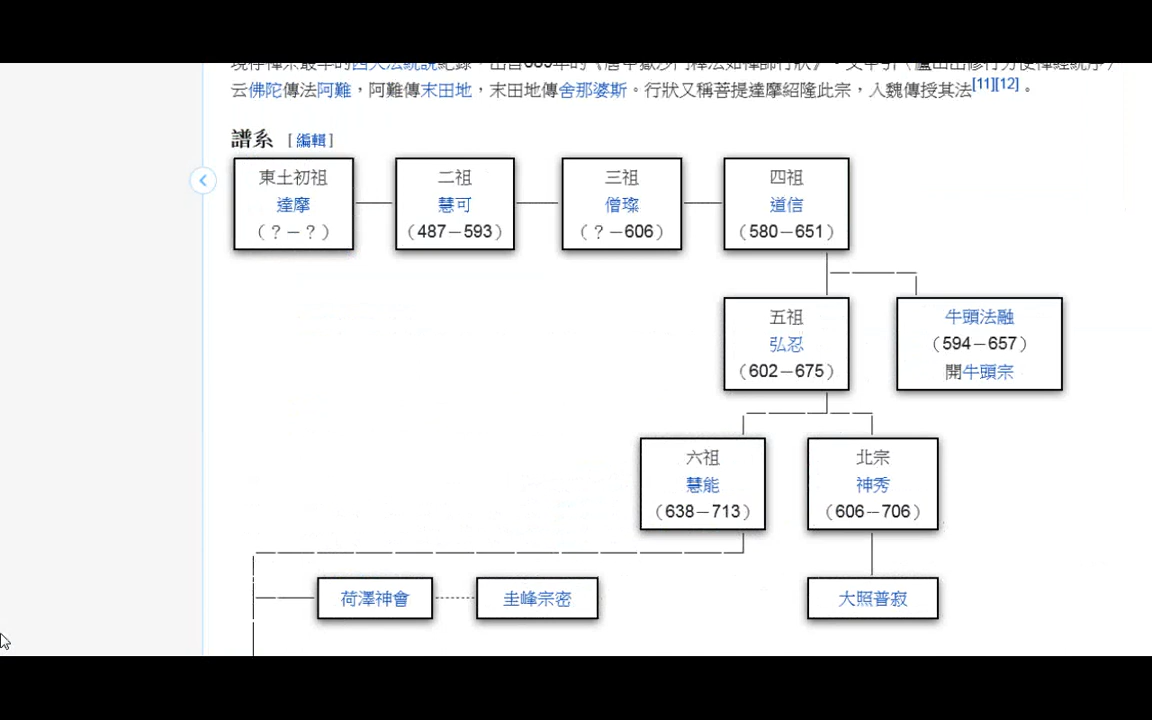 云佛陀傳法阿難，阿難傳末田地，末田地傳舍那婆斯。行狀又稱菩提達摩紹隆此宗，入魏傳授其法[11][12]。
譜系 [編輯]
東土初祖
達摩
（？－？）
二祖
慧可
（487－593）
三祖
僧璨
（？－606）
四祖
道信
（580－651）
五祖
弘忍
（602－675）
牛頭法融
（594－657）
開牛頭宗
六祖
慧能
（638－713）
北宗
神秀
（606－706）
荷澤神會
圭峰宗密
大照普寂